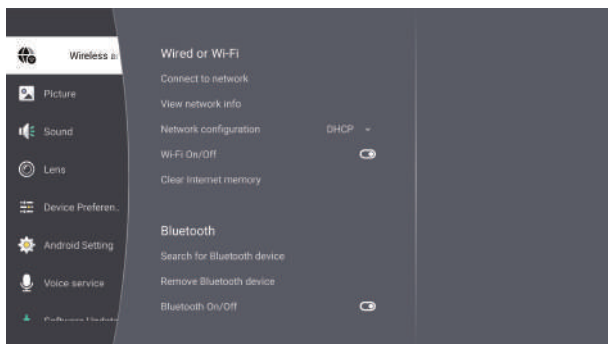 Wireless a
Picture
Sound
Lens
Device Preferen..
Android Setting
Voice service
Software Update
Wired or Wi-Fi
Connect to network
View network info
Network configuration DHCP
Wi-Fi On/Off
Clear Internet memory
Bluetooth
Search for Bluetooth device
Remove Bluetooth device
Bluetooth On/Off